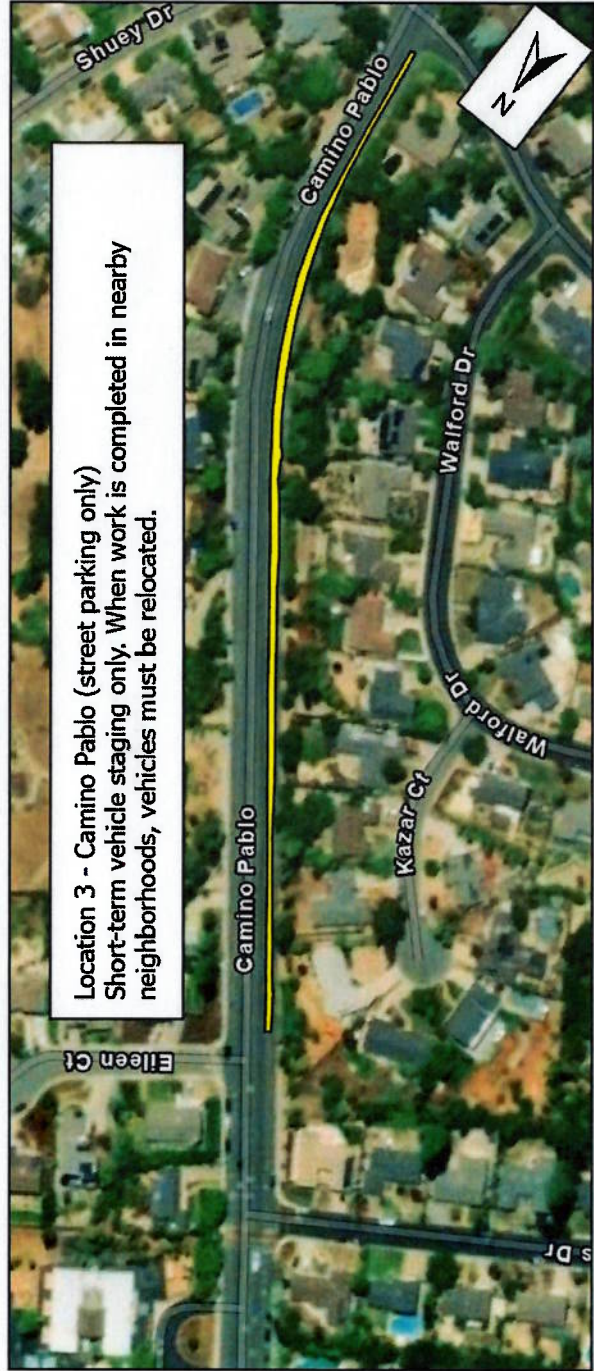 Location 3 - Camino Pablo (street parking only)
Short-term vehicle staging only. When work is completed in nearby
neighborhoods, vehicles must be relocated.
Shuey Dr
Camino Pablo
Camino Pablo
Eileen Ct
Walford Dr
Walford Dr
Kazar Ct
s Dr
N